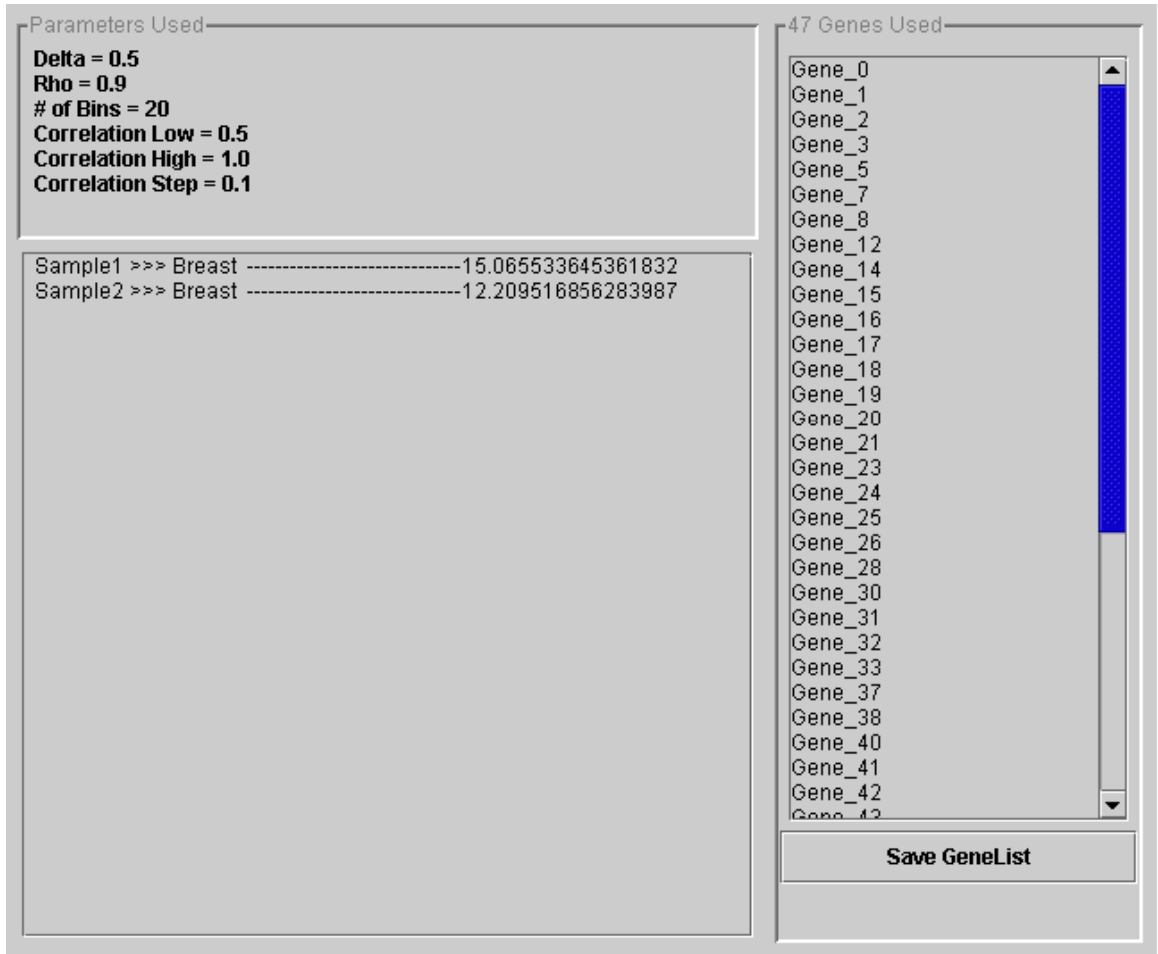 Parameters Used
Delta = 0.5
Rho = 0.9
# of Bins = 20
Correlation Low = 0.5
Correlation High = 1.0
Correlation Step = 0.1
Sample1 >>> Breast ------------------------------15.065533645361832
Sample2 >>> Breast ------------------------------12.209516856283987
47 Genes Used
Gene_0
Gene_1
Gene_2
Gene_3
Gene_5
Gene_7
Gene_8
Gene_12
Gene_14
Gene_15
Gene_16
Gene_17
Gene_18
Gene_19
Gene_20
Gene_21
Gene_23
Gene_24
Gene_25
Gene_26
Gene_28
Gene_30
Gene_31
Gene_32
Gene_33
Gene_37
Gene_38
Gene_40
Gene_41
Gene_42
Gene_43
Save GeneList